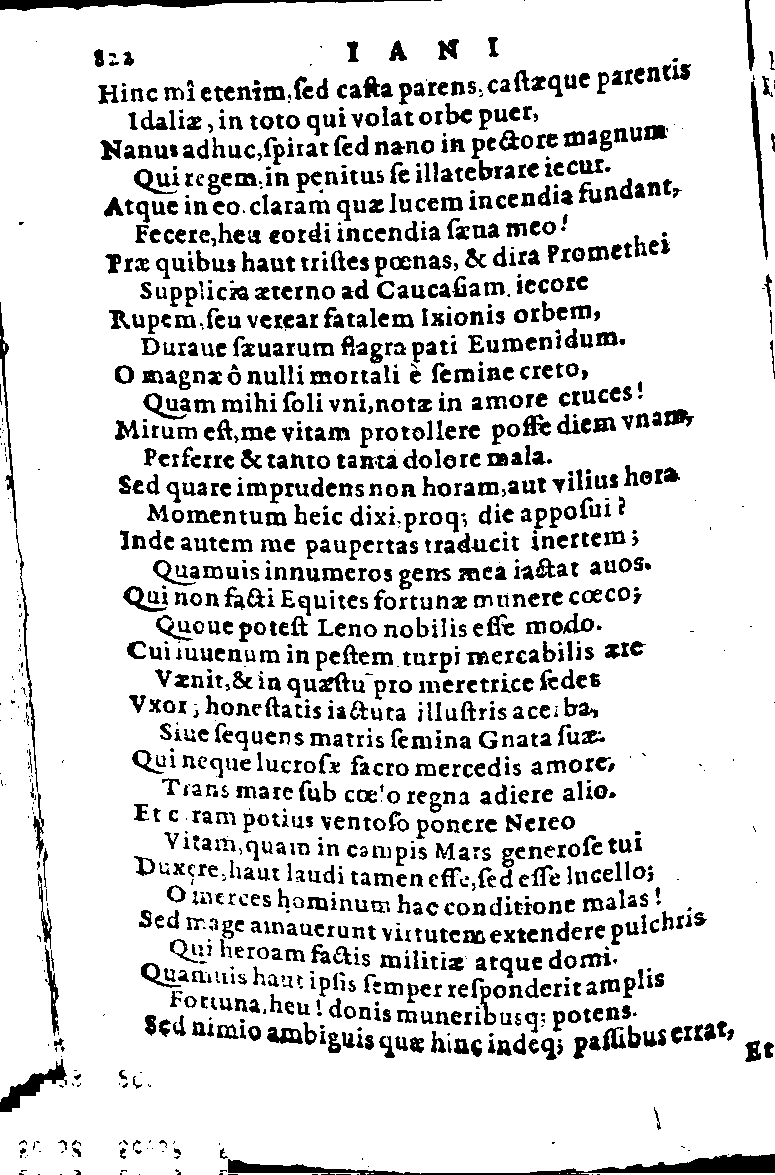 822 I A N I
Hinc mî etenim, ſed caſta parens, caſtæque parentis
Idaliæ, in toto qui volat orbe puer,
Nanus adhuc, ſpirat ſed nano in pectore magnum
Qui regem, in penitus ſe illatebrare iecur.
Atque in eo claram quæ lucem incendia fundant,
Fecere, heu cordi incendia ſæua meo!
Præ quibus haut triſtes pœnas, & dira Promethei
Supplicia æterno ad Caucaſiam iecore
Rupem, ſeu verear fatalem Ixionis orbem,
Duraue ſæuarum flagra pati Eumenidum.
O magnæ ô nulli mortali è ſemine creto,
Quam mihi ſoli vni, notæ in amore cruces!
Mirum eſt, me vitam protollere poſſe diem vnam,
Perferre & tanto tanta dolore mala.
Sed quare imprudens non horam, aut vilius hora
Momentum heic dixi, proq; die appoſui?
Inde autem me paupertas traducit inertem;
Quamuis innumeros gens mea iactat auos.
Qui non facti Equites fortunæ munere cœco;
Quoue poteſt Leno nobilis eſſe modo.
Cui iuuenum in peſtem turpi mercabilis ære
Vænit, & in quæſtu pro meretrice ſedet
Vxor; honeſtatis iactura illuſtris acerba,
Siue ſequens matris ſemina Gnata ſuæ.
Qui neque lucroſæ ſacro mercedis amore,
Trans mare ſub cœlo regna adiere alio.
Et c ram potius ventoſo ponere Nereo
Vitam, quam in campis Mars generoſe tui
Duxere, haut laudi tamen eſſe, ſed eſſe lucello;
O merces hominum hac conditione malas!
Sed mage amauerunt virtutem extendere pulchris
Qui heroam factis militiæ atque domi.
Quamuis haut ipſis ſemper reſponderit amplis
Fortuna, heu! donis muneribusq; potens.
Sed nimio ambiguis quæ hinc indeq; paſſibus errat,
Et